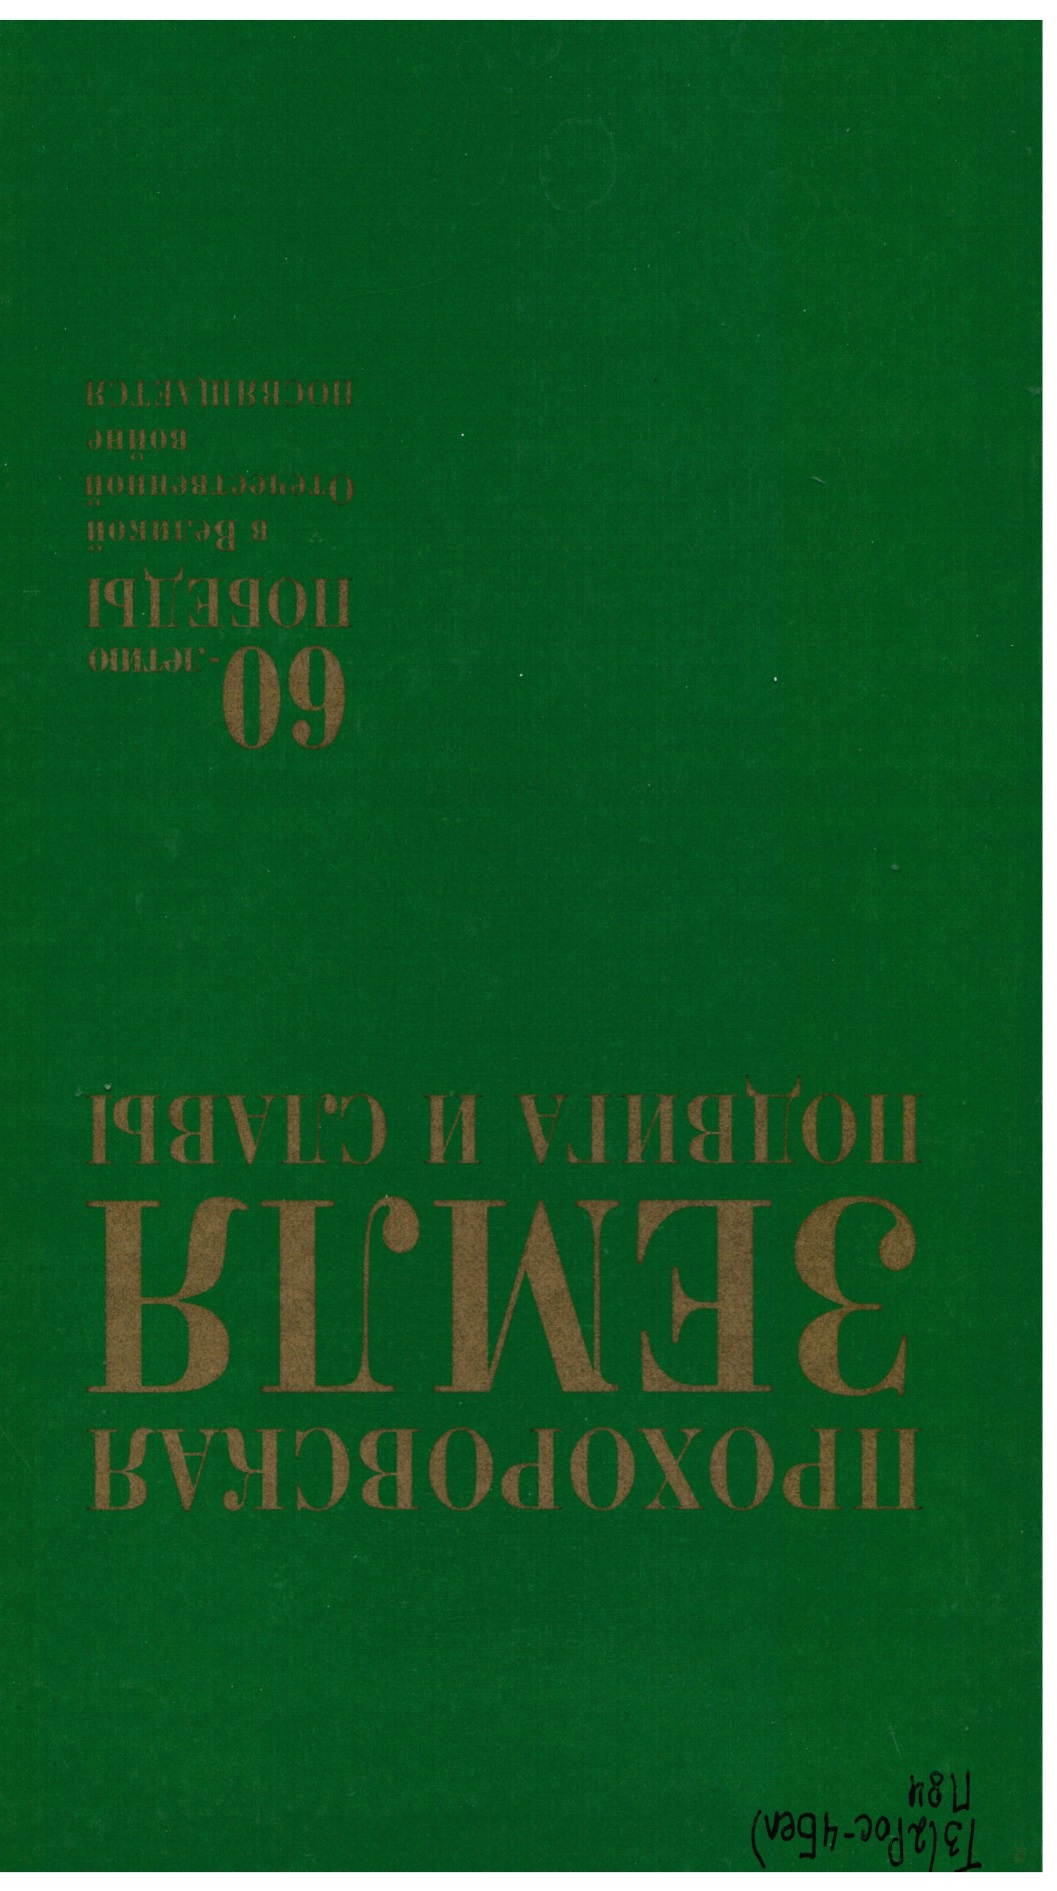 Т3(2Рос-4Бел)
П84
ПРОХОРОВСКАЯ
ЗЕМЛЯ
ПОДВИГА И СЛАВЫ
60-летию
ПОБЕДЫ
в Великой
Отечественной
войне
ПОСВЯЩАЕТСЯ